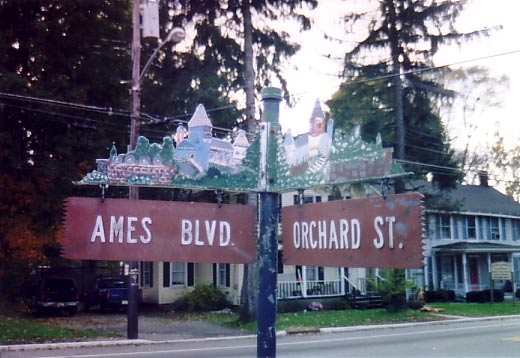 AMES BLVD.
ORCHARD ST.